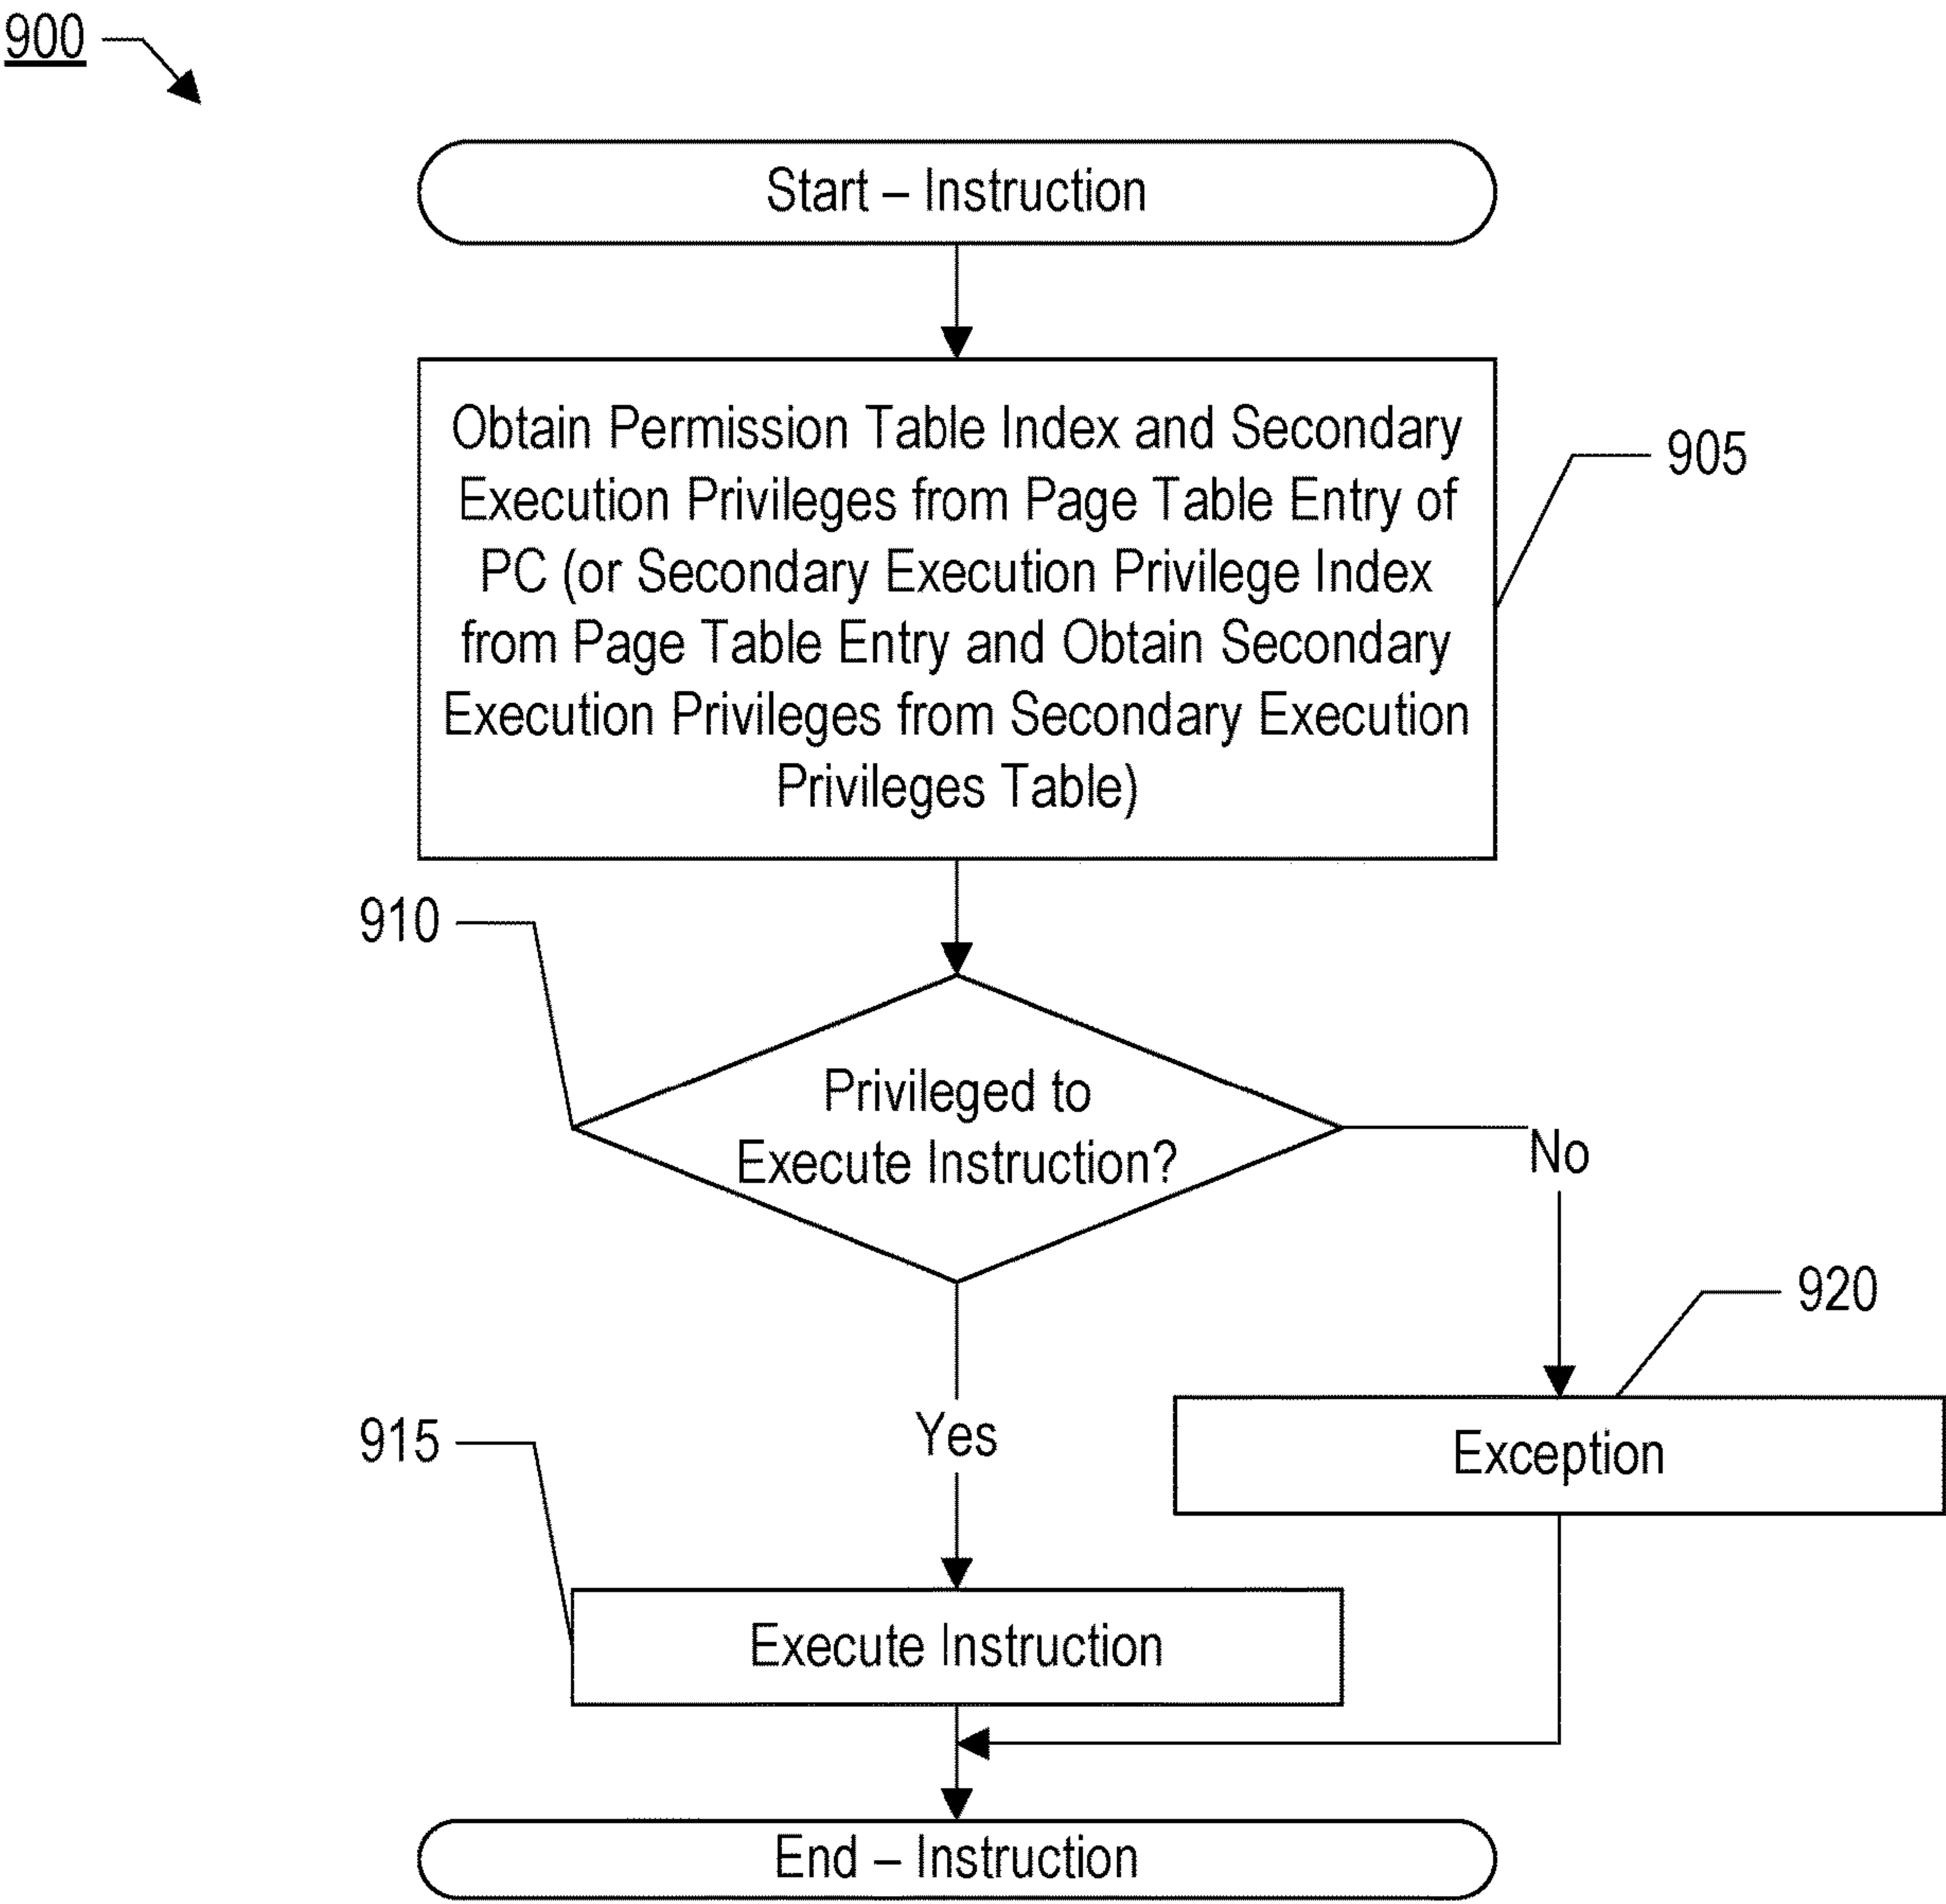 900
Start – Instruction
Obtain Permission Table Index and Secondary
Execution Privileges from Page Table Entry of
PC (or Secondary Execution Privilege Index
from Page Table Entry and Obtain Secondary
Execution Privileges from Secondary Execution
Privileges Table)
905
910
Privileged to
Execute Instruction?
No
920
Yes
915
Exception
Execute Instruction
End – Instruction